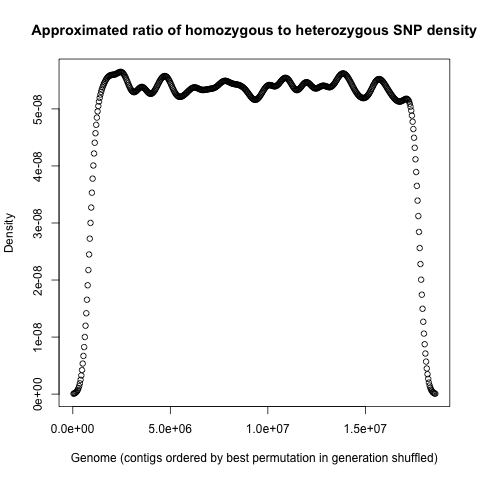 Approximated ratio of homozygous to heterozygous SNP density
Density
5e-08
4e-08
3e-08
2e-08
1e-08
0e+00
0.0e+00 5.0e+06 1.0e+07 1.5e+07
Genome (contigs ordered by best permutation in generation shuffled)